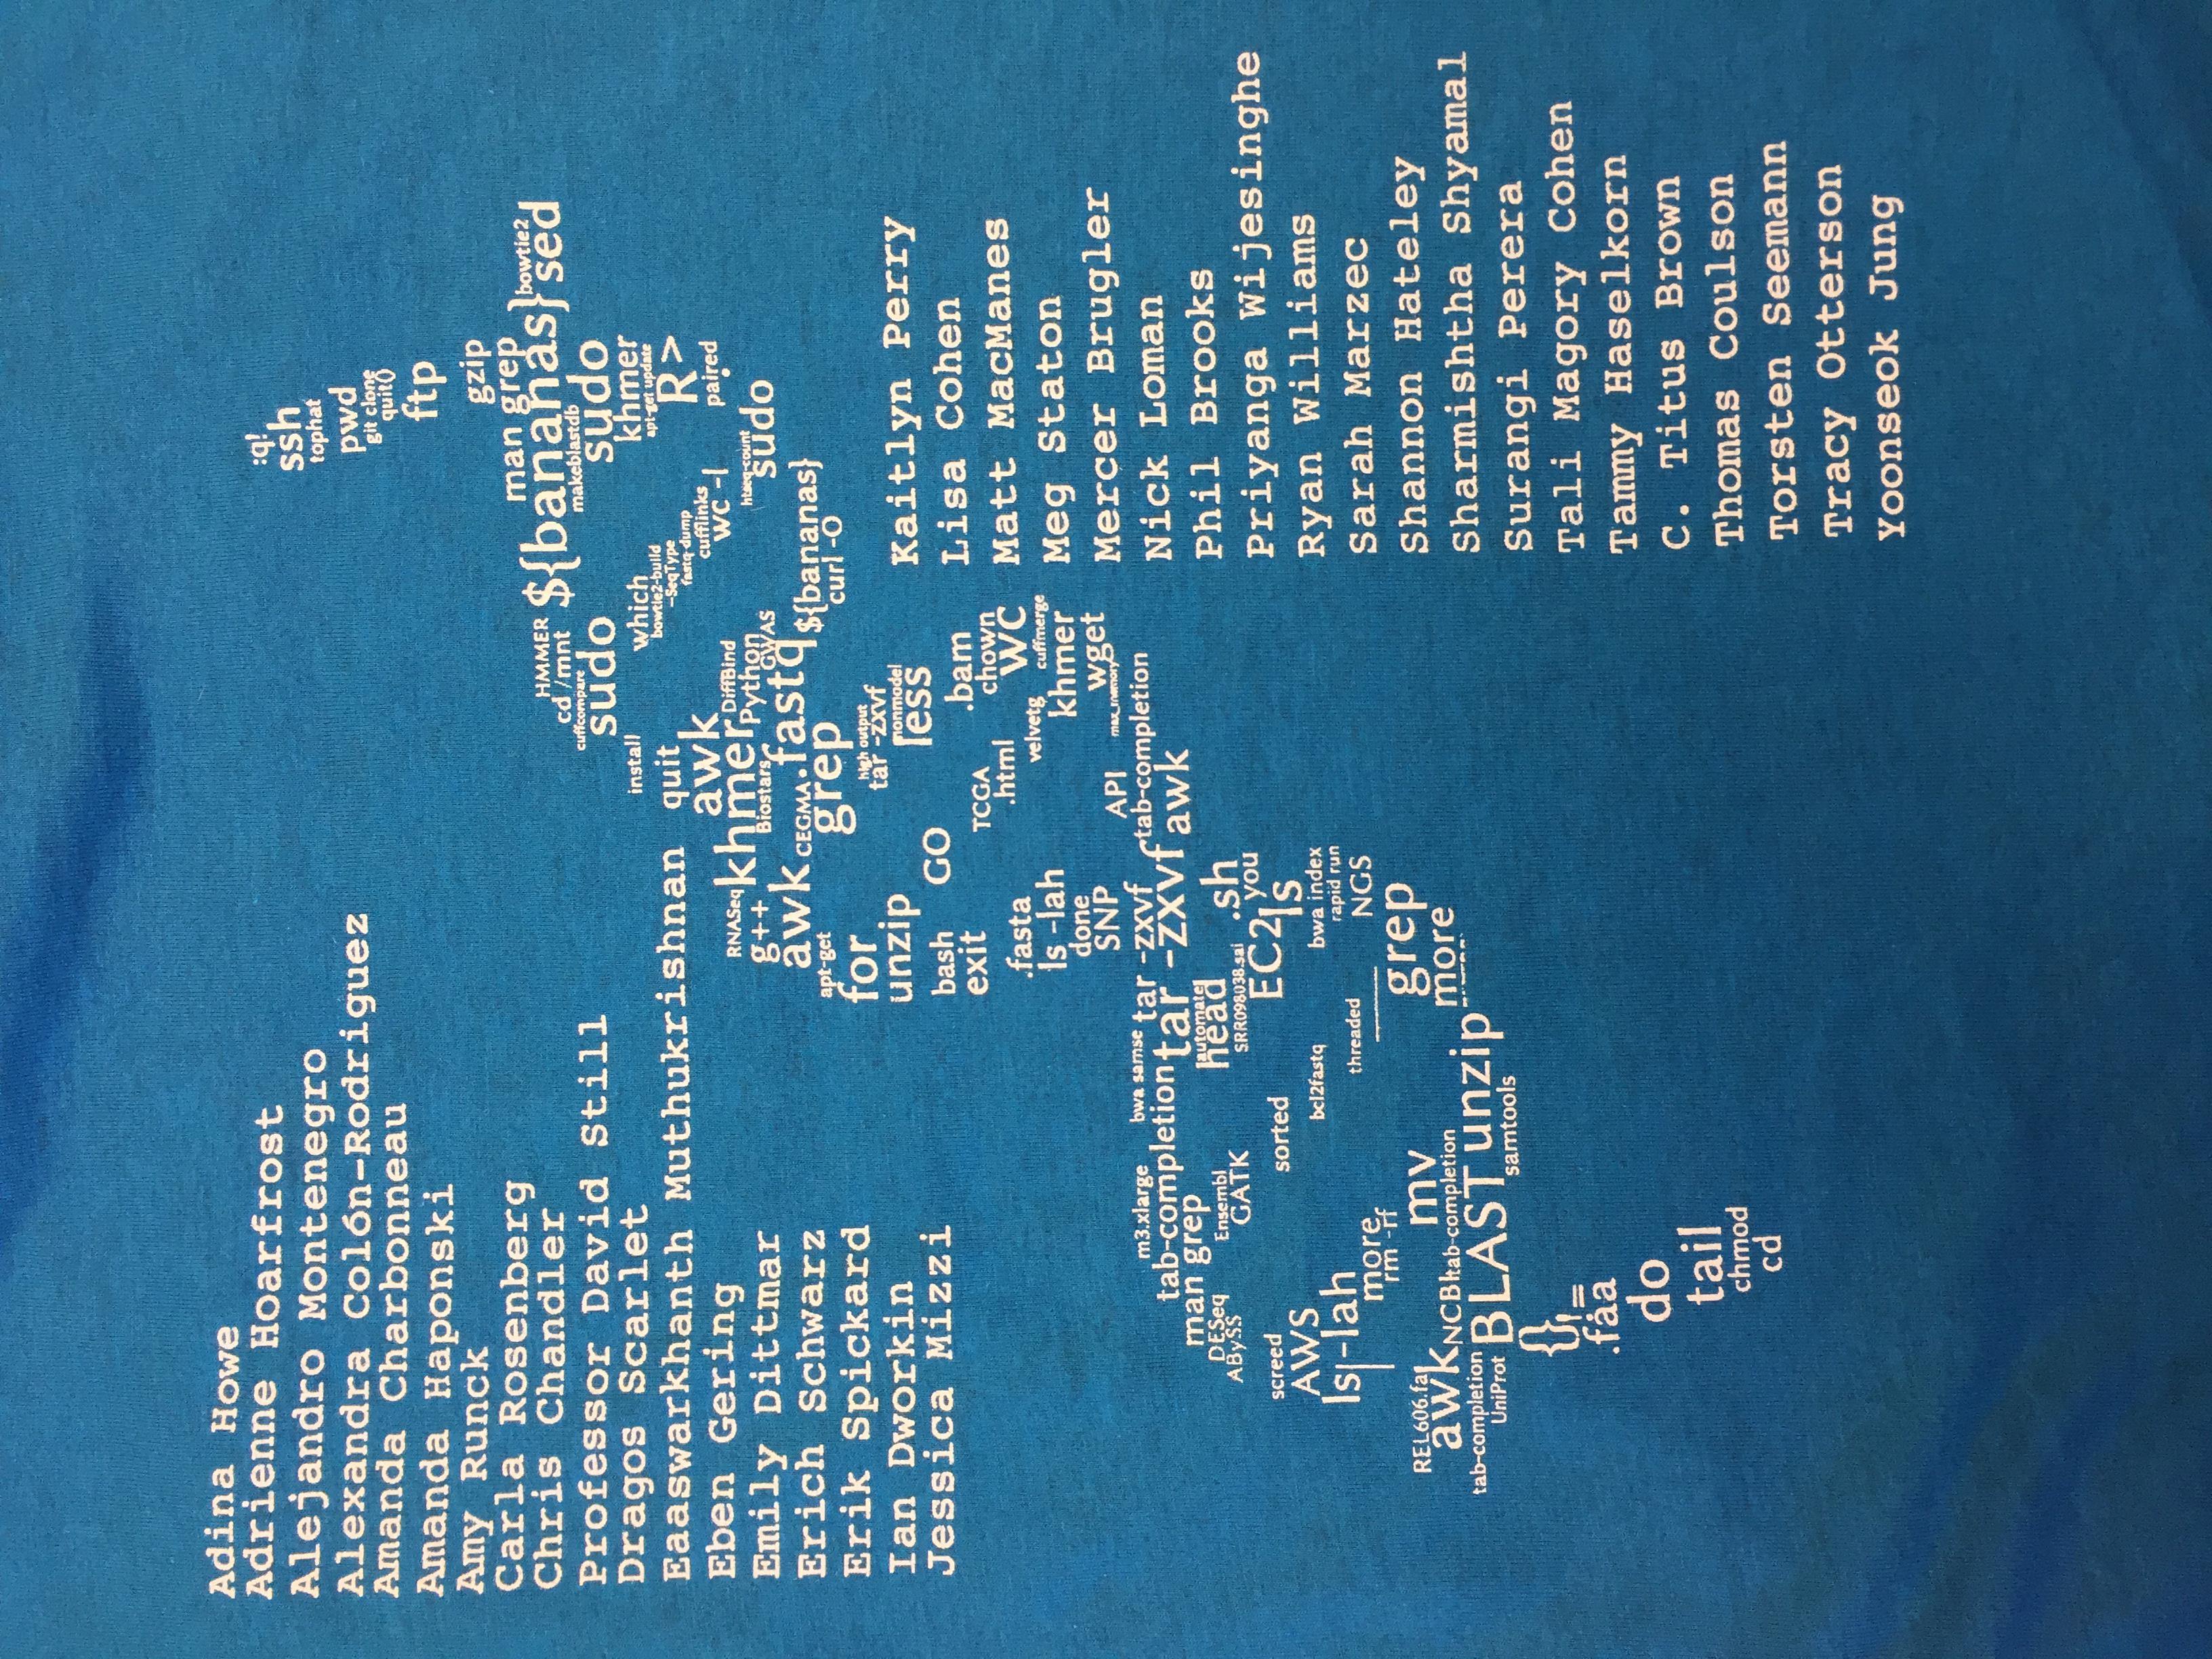 Adina Howe
Adrienne Hoarfrost
Alejandro Montenegro
Alexandra Colón-Rodriguez
Amanda Charbonneau
Amanda Haponski
Amy Runck
Carla Rosenberg
Chris Chandler
Professor David Still
Dragos Scarlet
Eaaswarkhanth Muthukrishnan
Eben Gering
Emily Dittmar
Erich Schwarz
Erik Spickard
Ian Dworkin
Jessica Mizzi
:q!
ssh
tophat
pwd
git clone
quit()
ftp
gzip
man grep
HMMER ${bananas} bowtie2
sed
cd /mnt
cuffcompare
makeblastdb
sudo
sudo
install
which
khmer
bowtie2-build
apt-get update
quit
-SeqType
R >
fastq-dump
awk
cufflinks
wc -l
paired
RNASeq khmer DiffBind
Python
htseq-count
sudo
g++
Biostars
GWAS
awk CEGMA .fastq ${bananas}
apt-get
grep
curl -O
for
high output
tar -zxvf
unzip
nonmodel
less
bash
GO
exit
.bam
TCGA
chown
.html
wc
.fasta
velvetg
cuffmerge
ls -lah
khmer
done
wget
SNP
API
max_memory
m3.xlarge
bwa samse
tar -zxvf
tab-completion
tab-completion tar -zxvf awk
man grep
automate
head
DESeq
Ensembl
.sh
ABySS
GATK
SRR098038.sai
you
EC2
ls
screed
sorted
AWS
bcl2fastq
bwa index
ls -lah
|
rapid run
threaded
NGS
more
rm -rf
grep
REL606.fa
mv
more
awk NCBI tab-completion
tab-completion BLAST unzip
UniProt
samtools
{}
! =
.faa
do
tail
chmod
cd
Kaitlyn Perry
Lisa Cohen
Matt MacManes
Meg Staton
Mercer Brugler
Nick Loman
Phil Brooks
Priyanga Wijesinghe
Ryan Williams
Sarah Marzec
Shannon Hateley
Sharmishtha Shyamal
Surangi Perera
Tali Magory Cohen
Tammy Haselkorn
C. Titus Brown
Thomas Coulson
Torsten Seemann
Tracy Otterson
Yoonseok Jung